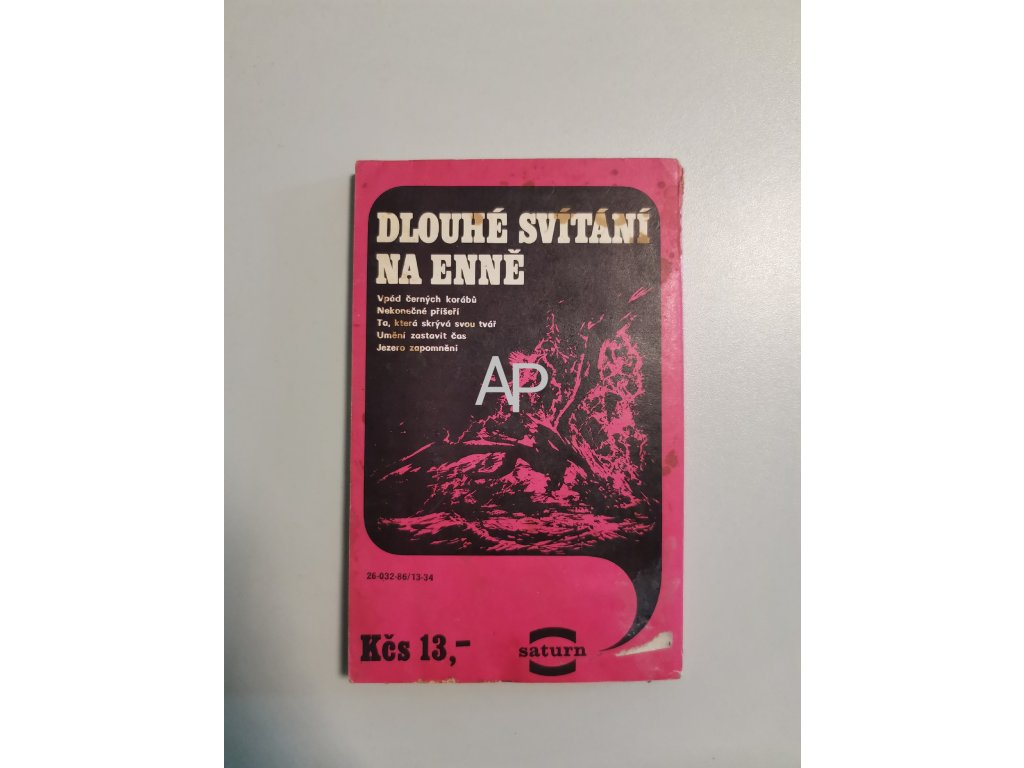 DLOUHÉ SVÍTÁNÍ
NA ENNĚ
Vpád černých korábů
Nekonečné příšeří
Ta, která skrývá svou tvář
Umění zastavit čas
Jezero zapomnění
AP
26-032-86/13-34
Kčs 13,-
saturn